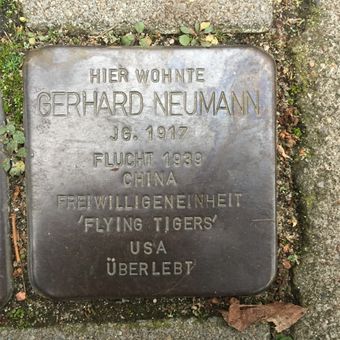 HIER WOHNTE
GERHARD NEUMANN
JG. 1917
FLUCHT 1939
CHINA
FREIWILLIGENEINHEIT
'FLYING TIGERS'
USA
ÜBERLEBT